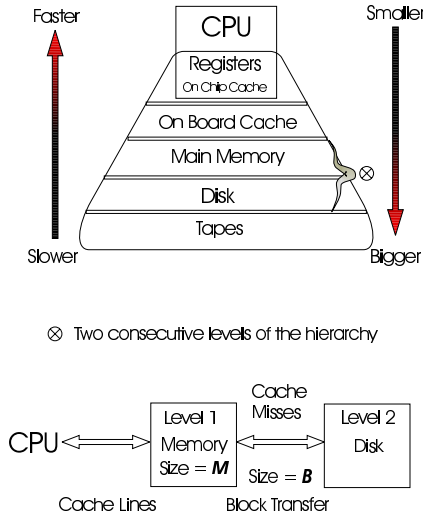 Faster
Smaller
CPU
Registers
On Chip Cache
On Board Cache
Main Memory
⊗
Disk
Tapes
Slower
Bigger
⊗ Two consecutive levels of the hierarchy
Cache
Misses
Level 1
Level 2
CPU
Memory
Disk
Size = M
Size = B
Cache Lines
Block Transfer